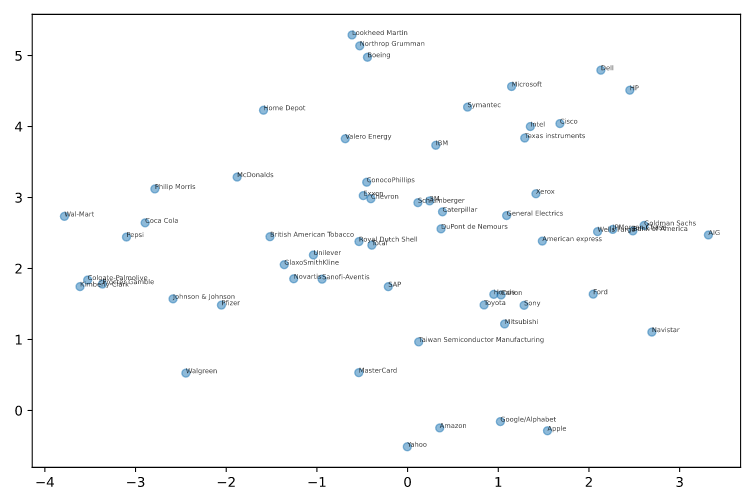 Lookheed Martin
Northrop Grumman
Boeing
5
Dell
Microsoft
HP
Symantec
Home Depot
Cisco
Intel
4
Valero Energy
Texas instruments
IBM
McDonalds
ConocoPhillips
Philip Morris
Exxon
Chevron
Xerox
3
3M
Caterpillar
Wal-Mart
General Electrics
Coca Cola
Goldman Sachs
DuPont de Nemours
Pepsi
British American Tobacco
AIG
Royal Dutch Shell
American express
Total
Unilever
GlaxoSmithKline
2
Novartis
Sanofi-Aventis
Colgate-Palmolive
SAP
Canon
Ford
Johnson & Johnson
Pfizer
Toyota
Sony
Mitsubishi
Navistar
1
Taiwan Semiconductor Manufacturing
Walgreen
MasterCard
0
Google/Alphabet
Amazon
Apple
Yahoo
−4 −3 −2 −1 0 1 2 3